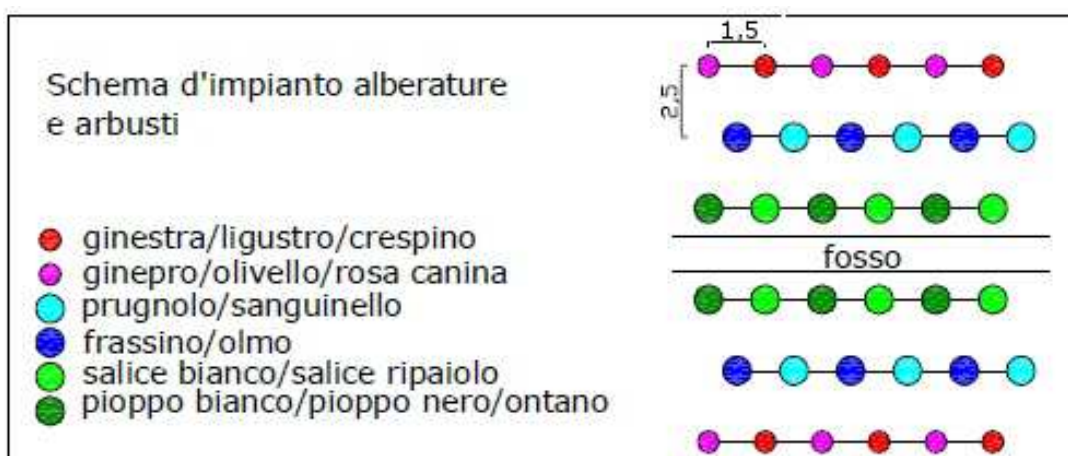 Schema d'impianto alberature
e arbusti
ginestra/ligustro/crespino
ginepro/olivello/rosa canina
prugnolo/sanguinello
frassino/olmo
salice bianco/salice ripaiolo
pioppo bianco/pioppo nero/ontano
1,5
2,5
fosso